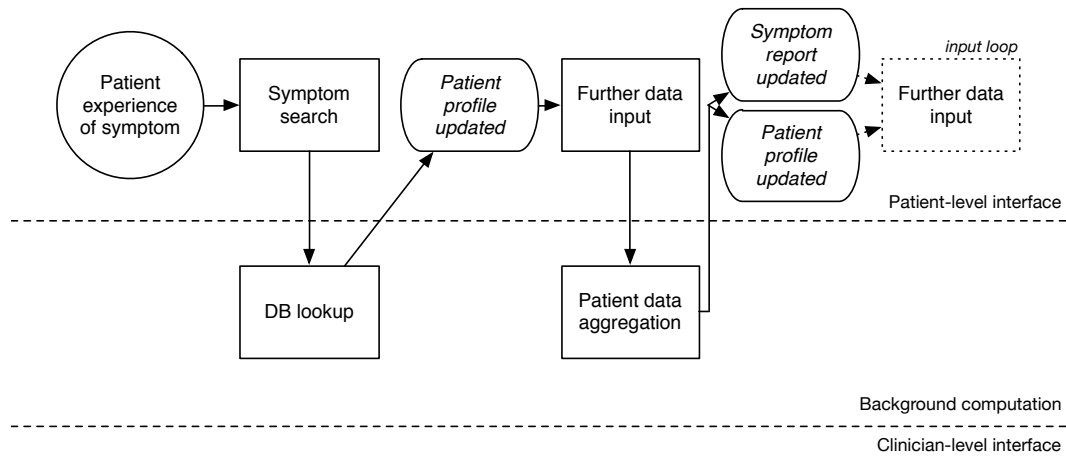 Patient
experience
of symptom
Symptom
search
Patient
profile
updated
Further data
input
Symptom
report
updated
Patient
profile
updated
input loop
Further data
input
Patient-level interface
DB lookup
Patient data
aggregation
Background computation
Clinician-level interface